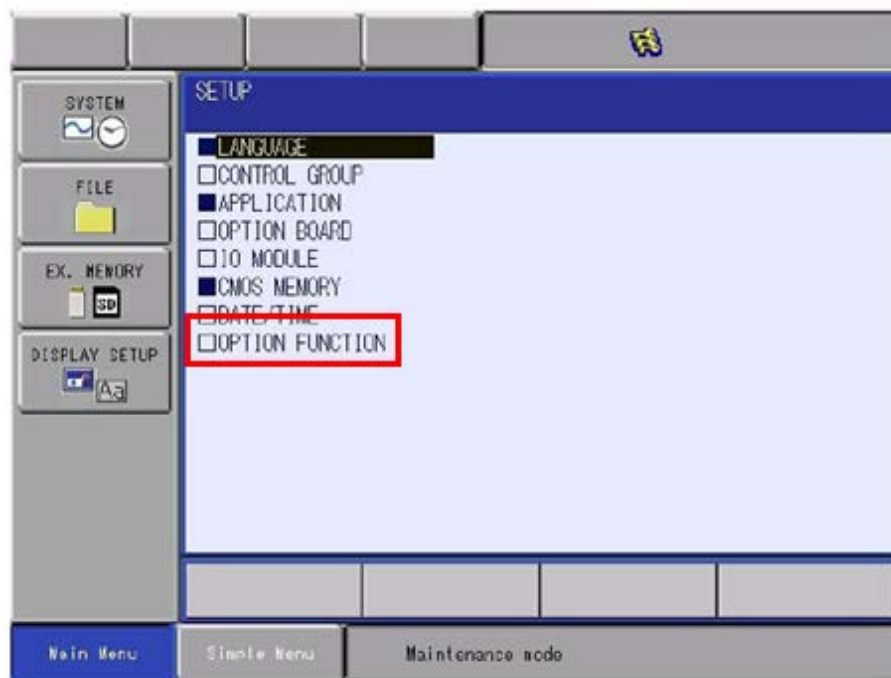 SYSTEM
FILE
EX. MEMORY
SD
DISPLAY SETUP
Aa
SETUP
LANGUAGE
CONTROL GROUP
APPLICATION
OPTION BOARD
IO MODULE
CMOS MEMORY
DATE/TIME
OPTION FUNCTION
Main Menu
Simple Menu
Maintenance mode